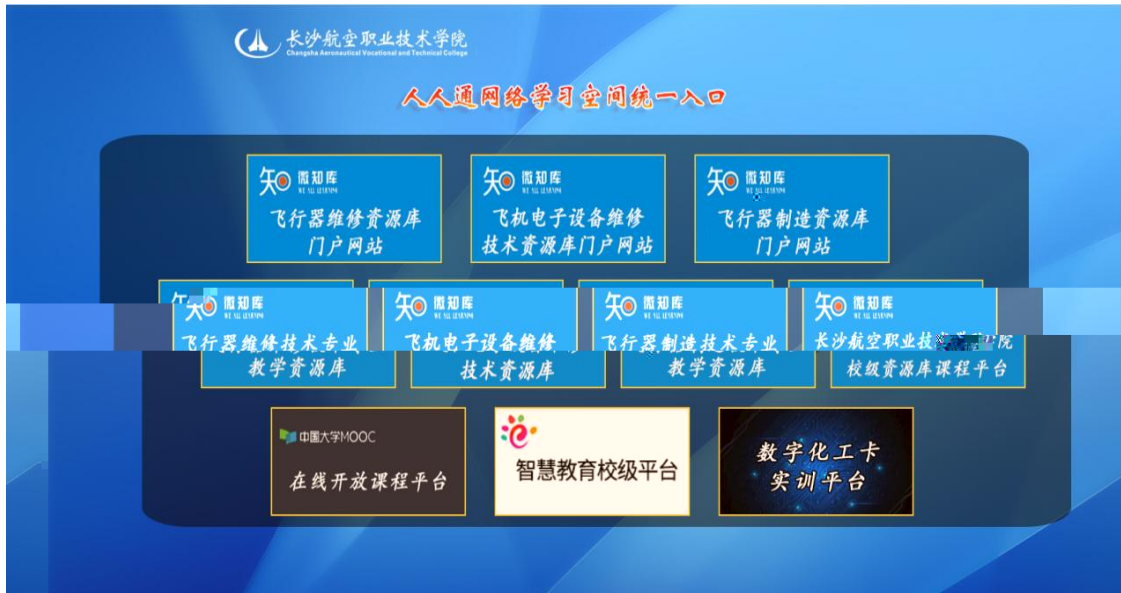 长沙航空职业技术学院
Changsha Aeronautical Vocational and Technical College
人人通网络学习空间统一入口
知 微知库
飞行器维修资源库
门户网站
知 微知库
飞机电子设备维修
技术资源库门户网站
知 微知库
飞行器制造资源库
门户网站
知 微知库
飞行器维修技术专业
教学资源库
知 微知库
飞机电子设备维修
技术资源库
知 微知库
飞行器制造技术专业
教学资源库
知 微知库
长沙航空职业技
院
校级资源库课程平台
中国大学MOOC
在线开放课程平台
智慧教育校级平台
数字化工卡
实训平台